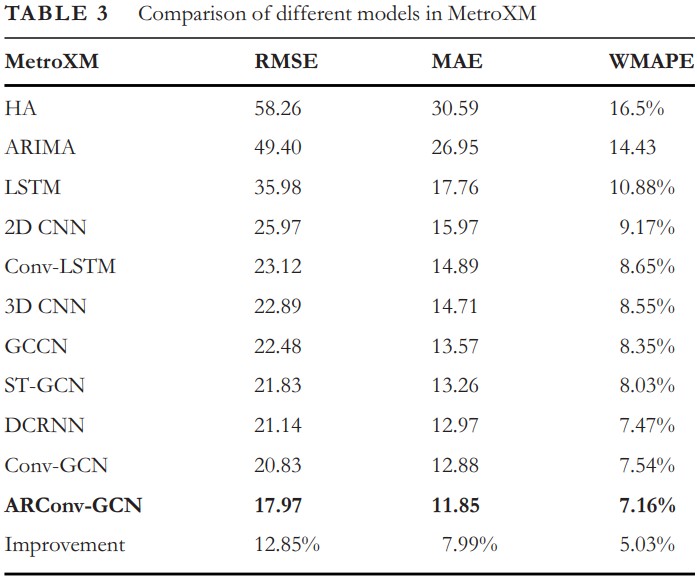 TABLE 3 Comparison of different models in MetroXM
MetroXM RMSE MAE WMAPE
HA 58.26 30.59 16.5%
ARIMA 49.40 26.95 14.43
LSTM 35.98 17.76 10.88%
2D CNN 25.97 15.97 9.17%
Conv-LSTM 23.12 14.89 8.65%
3D CNN 22.89 14.71 8.55%
GCCN 22.48 13.57 8.35%
ST-GCN 21.83 13.26 8.03%
DCRNN 21.14 12.97 7.47%
Conv-GCN 20.83 12.88 7.54%
ARConv-GCN 17.97 11.85 7.16%
Improvement 12.85% 7.99% 5.03%